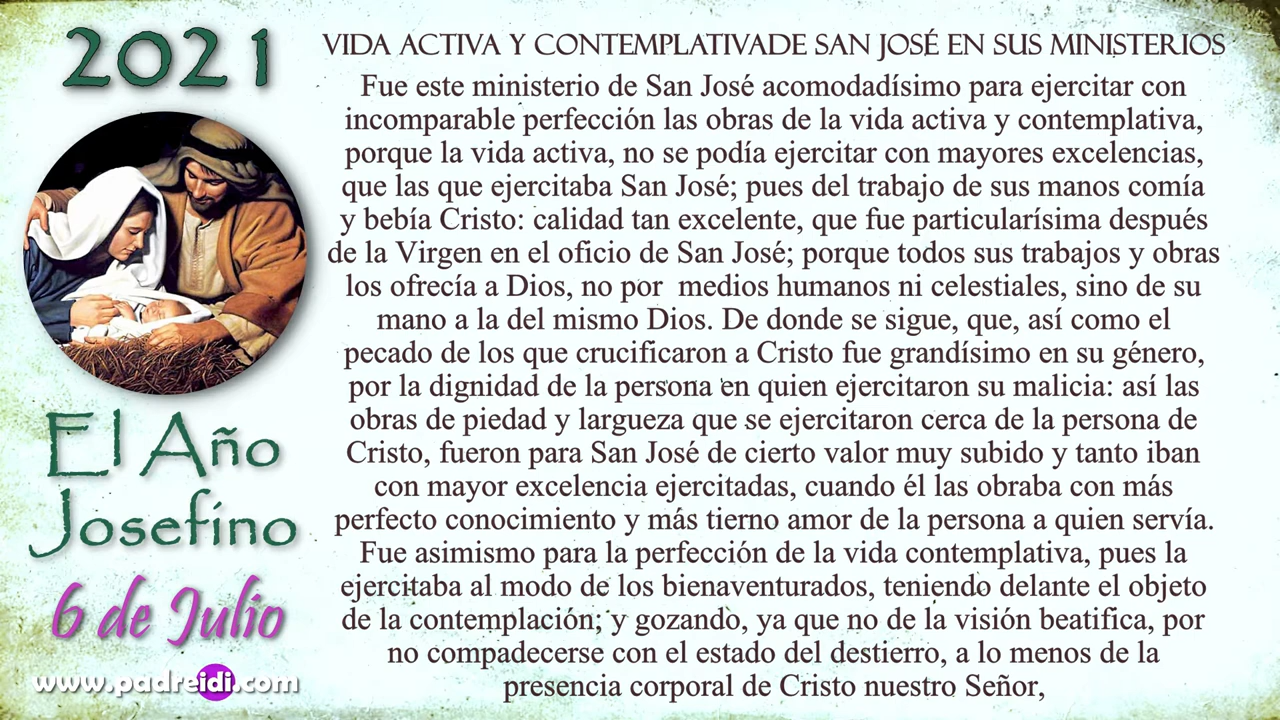 2021
El Año
Josefino
6 de Julio
www.padreidi.com
VIDA ACTIVA Y CONTEMPLATIVADE SAN JOSÉ EN SUS MINISTERIOS
Fue este ministerio de San José acomodadísimo para ejercitar con
incomparable perfección las obras de la vida activa y contemplativa,
porque la vida activa, no se podía ejercitar con mayores excelencias,
que las que ejercitaba San José; pues del trabajo de sus manos comía
y bebía Cristo: calidad tan excelente, que fue particularísima después
de la Virgen en el oficio de San José; porque todos sus trabajos y obras
los ofrecía a Dios, no por medios humanos ni celestiales, sino de su
mano a la del mismo Dios. De donde se sigue, que, así como el
pecado de los que crucificaron a Cristo fue grandísimo en su género,
por la dignidad de la persona en quien ejercitaron su malicia: así las
obras de piedad y largueza que se ejercitaron cerca de la persona de
Cristo, fueron para San José de cierto valor muy subido y tanto iban
con mayor excelencia ejercitadas, cuando él las obraba con más
perfecto conocimiento y más tierno amor de la persona a quien servía.
Fue asimismo para la perfección de la vida contemplativa, pues la
ejercitaba al modo de los bienaventurados, teniendo delante el objeto
de la contemplación; y gozando, ya que no de la visión beatifica, por
no compadecerse con el estado del destierro, a lo menos de la
presencia corporal de Cristo nuestro Señor,